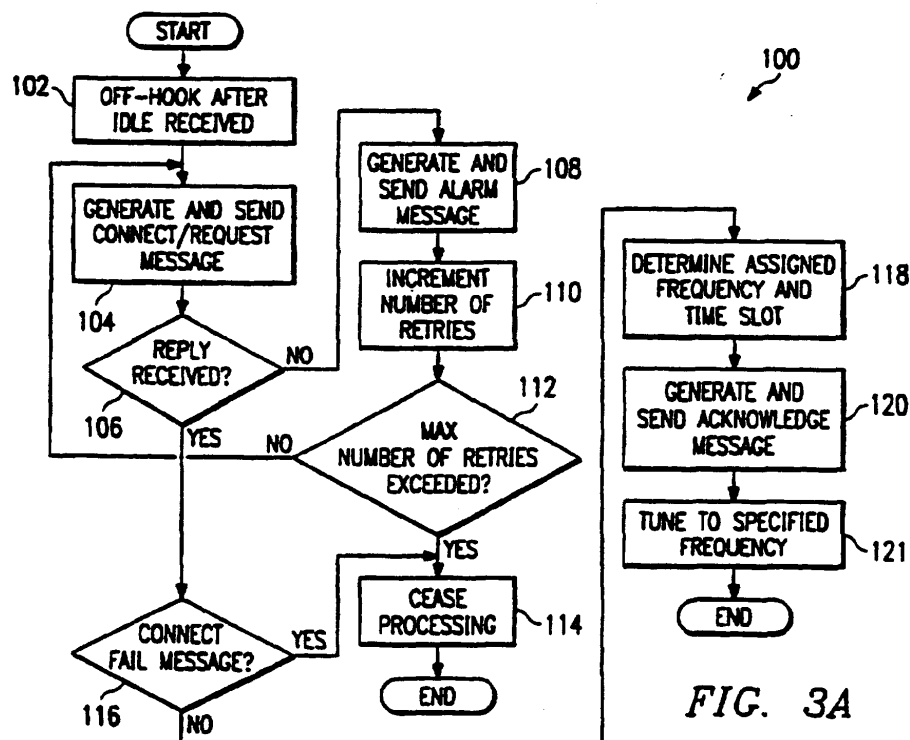 START
102
OFF-HOOK AFTER
IDLE RECEIVED
GENERATE AND SEND
CONNECT/REQUEST
MESSAGE
104
REPLY
RECEIVED?
106
NO
YES
GENERATE AND
SEND ALARM
MESSAGE
108
INCREMENT
NUMBER OF
RETRIES
110
112
MAX
NUMBER OF RETRIES
EXCEEDED?
NO
YES
CEASE
PROCESSING
114
END
CONNECT
FAIL MESSAGE?
116
YES
NO
100
DETERMINE ASSIGNED
FREQUENCY AND
TIME SLOT
118
GENERATE AND
SEND ACKNOWLEDGE
MESSAGE
120
TUNE TO SPECIFIED
FREQUENCY
121
END
FIG. 3A